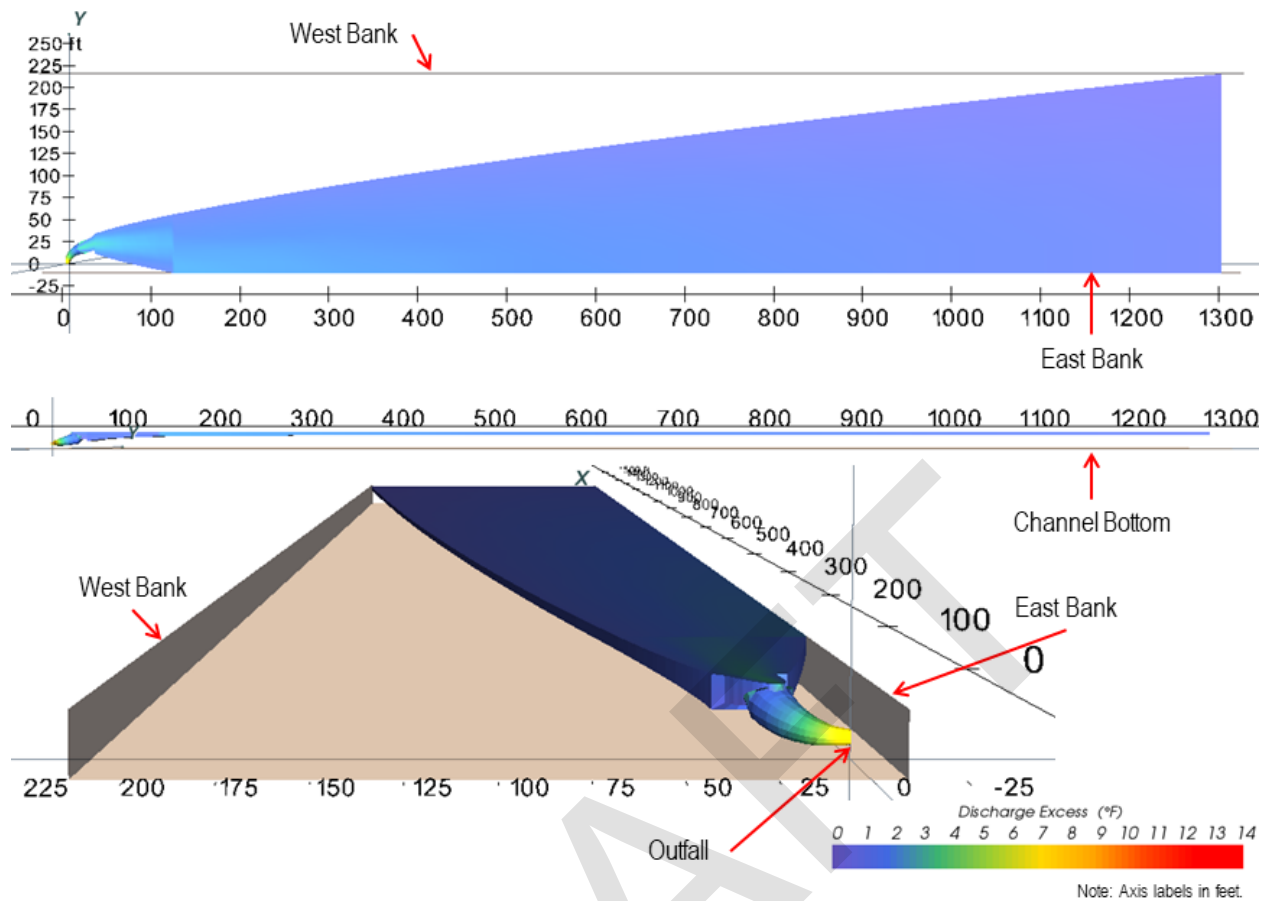 Y
250 ft
West Bank
225
200
175
150
125
100
75
50
25
0
-25
0 100 200 300 400 500 600 700 800 900 1000 1100 1200 1300
East Bank
0 100 200 300 400 500 600 700 800 900 1000 1100 1200 1300
Y
Channel Bottom
X
800
700
600
500
400
300
200
100
0
West Bank
East Bank
225 200 175 150 125 100 75 50 25 0 -25
Outfall
Discharge Excess (°F)
0 1 2 3 4 5 6 7 8 9 10 11 12 13 14
Note: Axis labels in feet.